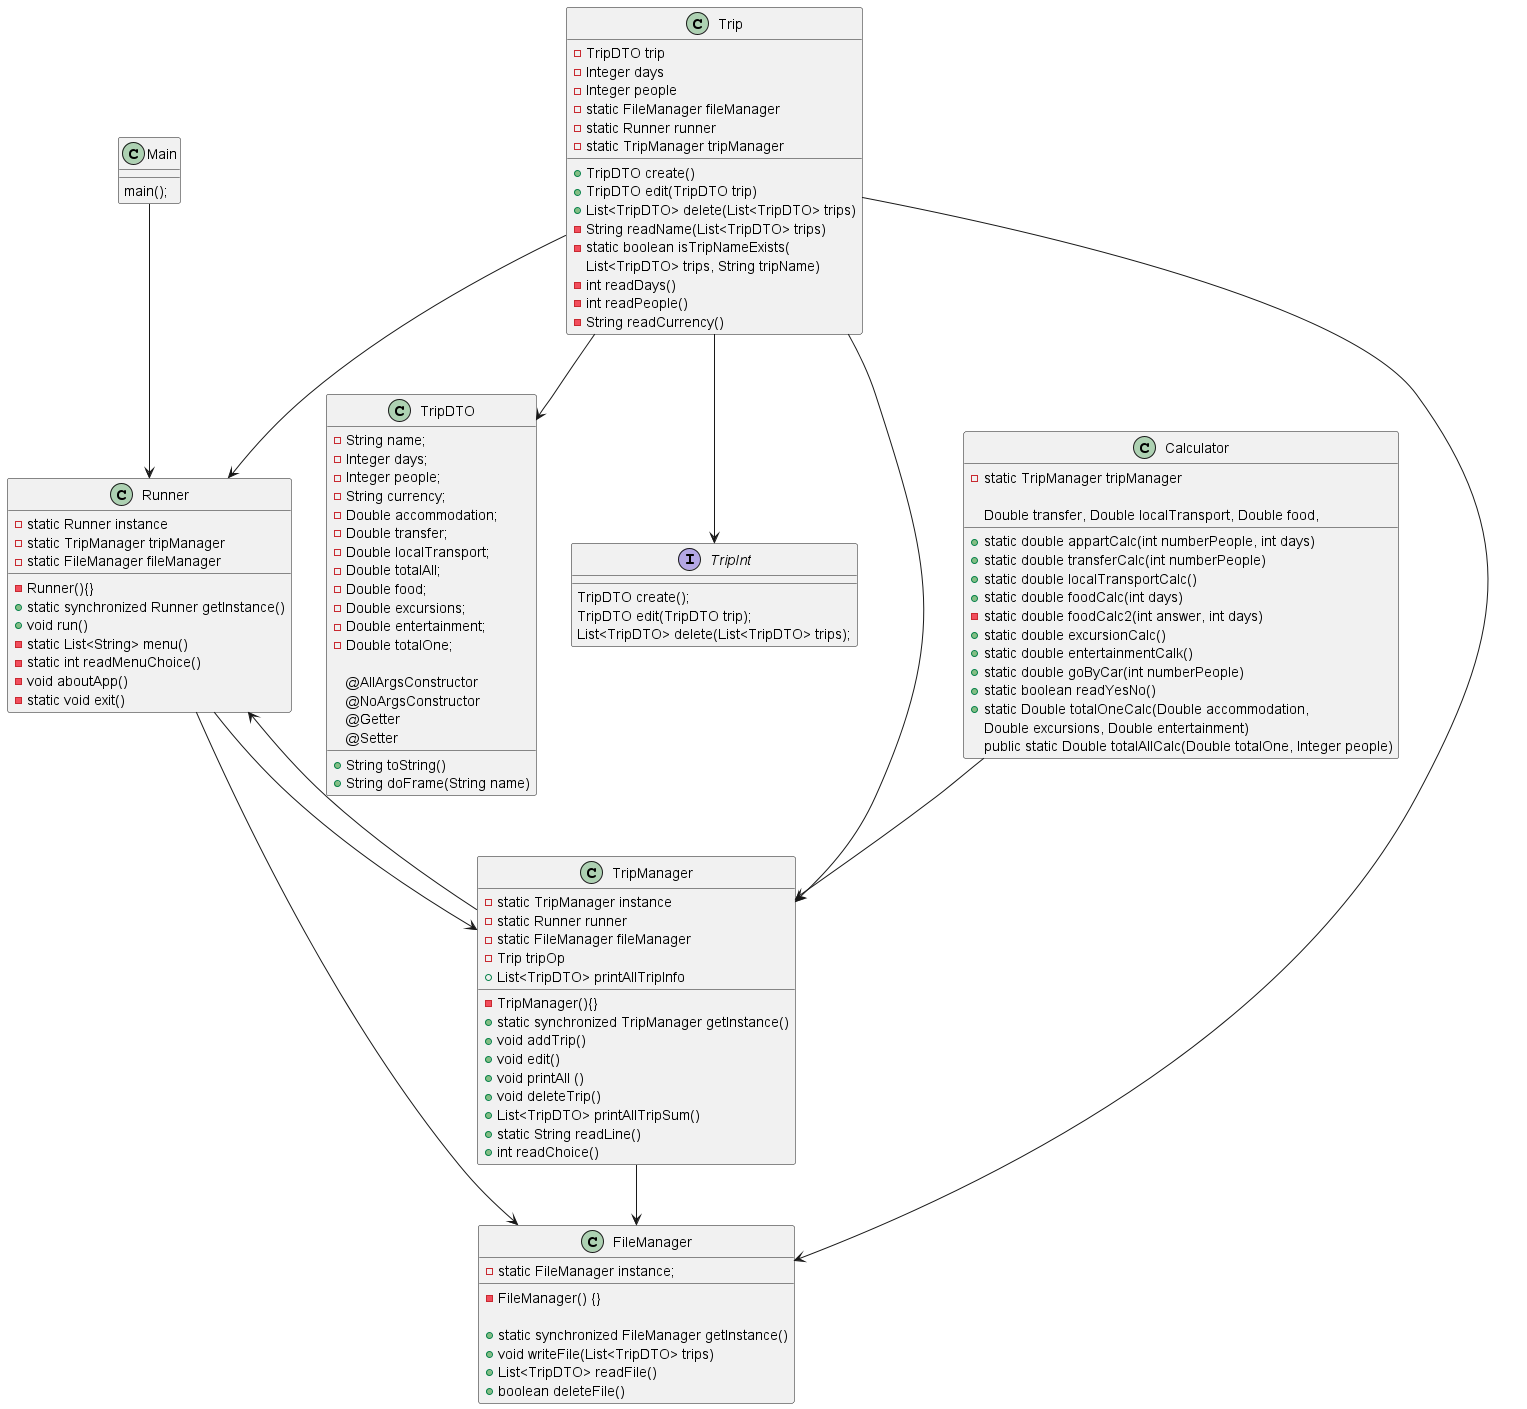 C Trip
TripDTO trip
Integer days
Integer people
static FileManager fileManager
static Runner runner
static TripManager tripManager
TripDTO create()
TripDTO edit(TripDTO trip)
List<TripDTO> delete(List<TripDTO> trips)
String readName(List<TripDTO> trips)
static boolean isTripNameExists(
List<TripDTO> trips, String tripName)
int readDays()
int readPeople()
String readCurrency()
C Main
main();
C TripDTO
String name;
Integer days;
Integer people;
String currency;
Double accommodation;
Double transfer;
Double localTransport;
Double totalAll;
Double food;
Double excursions;
Double entertainment;
Double totalOne;
@AllArgsConstructor
@NoArgsConstructor
@Getter
@Setter
String toString()
String doFrame(String name)
C Calculator
static TripManager tripManager
Double transfer, Double localTransport, Double food,
static double appartCalc(int numberPeople, int days)
static double transferCalc(int numberPeople)
static double localTransportCalc()
static double foodCalc(int days)
static double foodCalc2(int answer, int days)
static double excursionCalc()
static double entertainmentCalk()
static double goByCar(int numberPeople)
static boolean readYesNo()
static Double totalOneCalc(Double accommodation,
Double excursions, Double entertainment)
public static Double totalAllCalc(Double totalOne, Integer people)
C Runner
static Runner instance
static TripManager tripManager
static FileManager fileManager
Runner(){}
static synchronized Runner getInstance()
void run()
static List<String> menu()
static int readMenuChoice()
void aboutApp()
static void exit()
I TripInt
TripDTO create();
TripDTO edit(TripDTO trip);
List<TripDTO> delete(List<TripDTO> trips);
C TripManager
static TripManager instance
static Runner runner
static FileManager fileManager
Trip tripOp
List<TripDTO> printAllTripInfo
TripManager(){}
static synchronized TripManager getInstance()
void addTrip()
void edit()
void printAll ()
void deleteTrip()
List<TripDTO> printAllTripSum()
static String readLine()
int readChoice()
C FileManager
static FileManager instance;
FileManager() {}
static synchronized FileManager getInstance()
void writeFile(List<TripDTO> trips)
List<TripDTO> readFile()
boolean deleteFile()